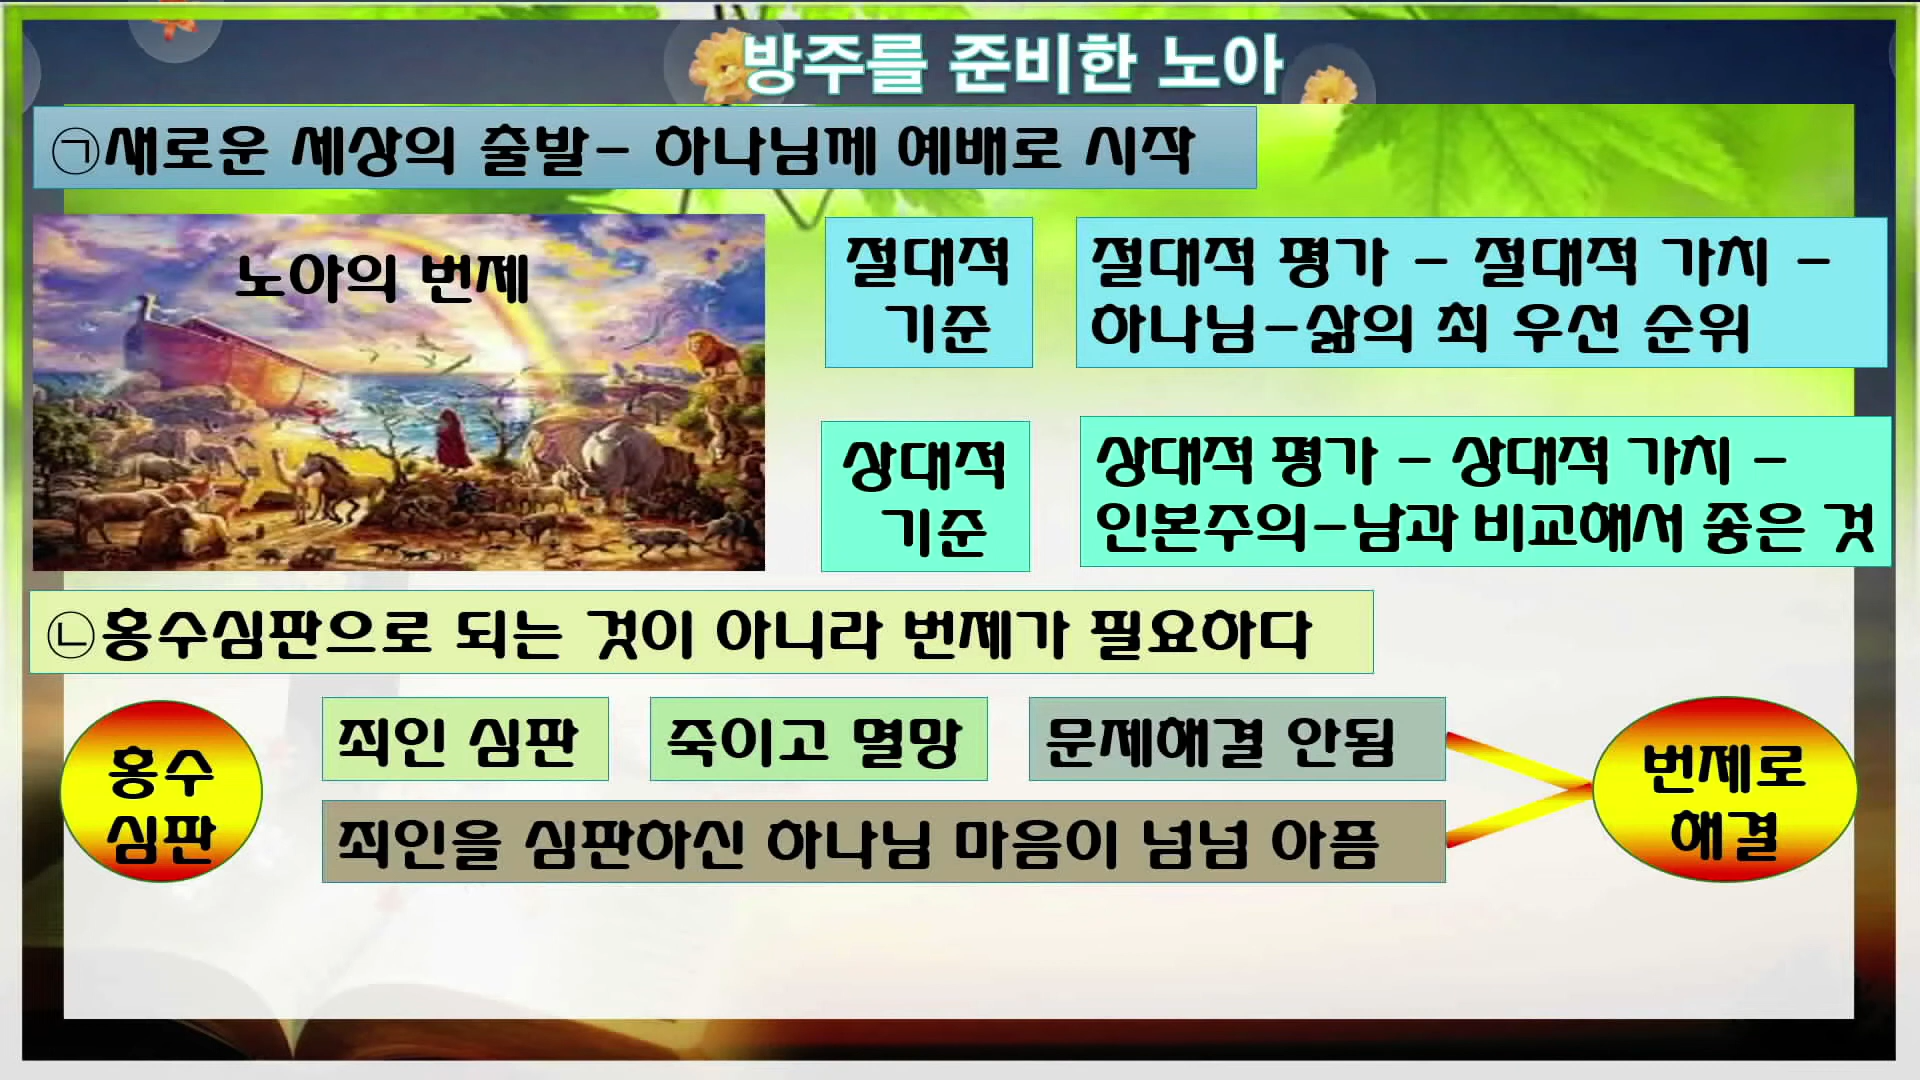 방주를 준비한 노아
㉠새로운 세상의 출발- 하나님께 예배로 시작
노아의 번제
절대적
기준
절대적 평가 - 절대적 가치 -
하나님-삶의 최 우선 순위
상대적
기준
상대적 평가 - 상대적 가치 -
인본주의-남과 비교해서 좋은 것
㉡홍수심판으로 되는 것이 아니라 번제가 필요하다
홍수
심판
죄인 심판
죽이고 멸망
문제해결 안됨
죄인을 심판하신 하나님 마음이 넘넘 아픔
번제로
해결